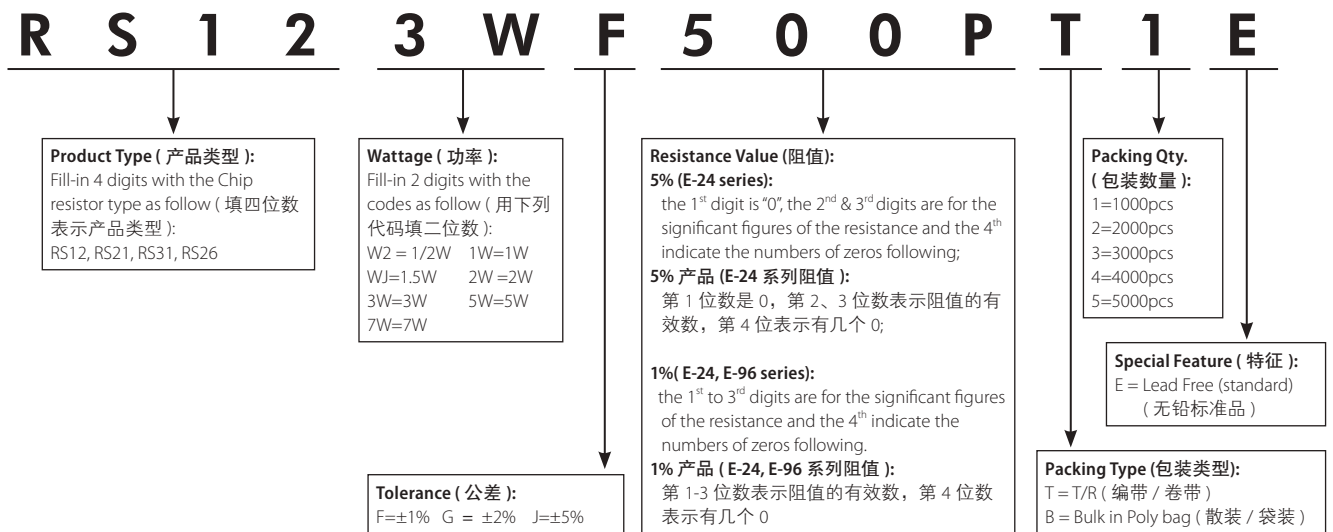 R S 1 2 3 W F 5 0 0 P T 1 E
Product Type ( 产品类型 ):
Fill-in 4 digits with the Chip
resistor type as follow ( 填四位数
表示产品类型 ):
RS12, RS21, RS31, RS26
Wattage ( 功率 ):
Fill-in 2 digits with the
codes as follow ( 用下列
代码填二位数 ):
W2 = 1/2W 1W=1W
WJ=1.5W 2W =2W
3W=3W 5W=5W
7W=7W
Tolerance ( 公差 ):
F=±1% G = ±2% J=±5%
Resistance Value (阻值):
5% (E-24 series):
the 1st digit is “0”, the 2nd & 3rd digits are for the
significant figures of the resistance and the 4th
indicate the numbers of zeros following;
5% 产品 (E-24 系列阻值 ):
第 1 位数是 0，第 2、3 位数表示阻值的有
效数，第 4 位表示有几个 0;
1%( E-24, E-96 series):
the 1st to 3rd digits are for the significant figures
of the resistance and the 4th indicate the
numbers of zeros following.
1% 产品 ( E-24, E-96 系列阻值 ):
第 1-3 位数表示阻值的有效数，第 4 位数
表示有几个 0
Packing Qty.
( 包装数量 ):
1=1000pcs
2=2000pcs
3=3000pcs
4=4000pcs
5=5000pcs
Special Feature ( 特征 ):
E = Lead Free (standard)
( 无铅标准品 )
Packing Type (包装类型):
T = T/R ( 编带 / 卷带 )
B = Bulk in Poly bag ( 散装 / 袋装 )